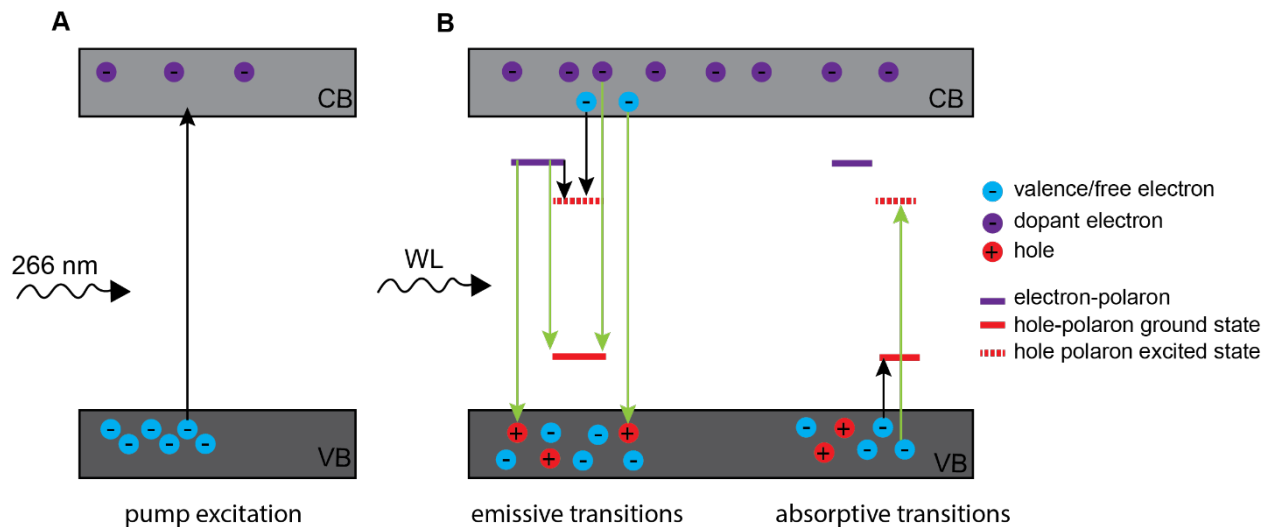 A
CB
266 nm
VB
pump excitation
B
CB
WL
VB
emissive transitions
absorptive transitions
valence/free electron
dopant electron
hole
electron-polaron
hole-polaron ground state
hole polaron excited state